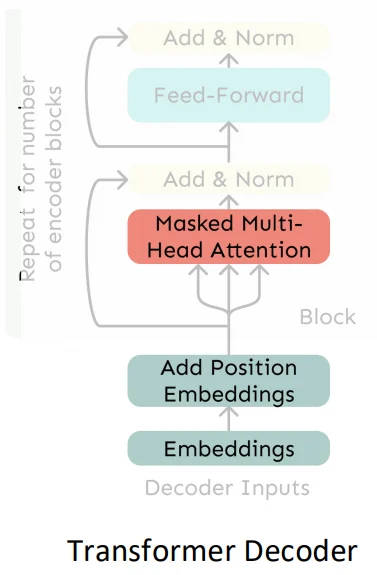 Add & Norm
Feed-Forward
Add & Norm
Masked Multi-
Head Attention
Repeat for number
of encoder blocks
Block
Add Position
Embeddings
Embeddings
Decoder Inputs
Transformer Decoder